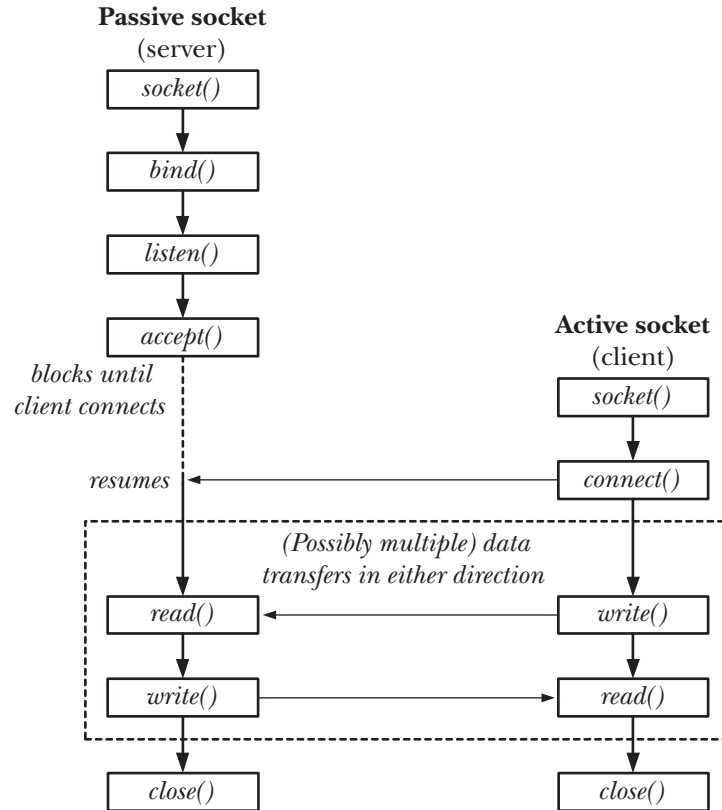 Passive socket
(server)
socket()
bind()
listen()
accept()
blocks until
client connects
resumes
Active socket
(client)
socket()
connect()
(Possibly multiple) data
transfers in either direction
read()
write()
write()
read()
close()
close()